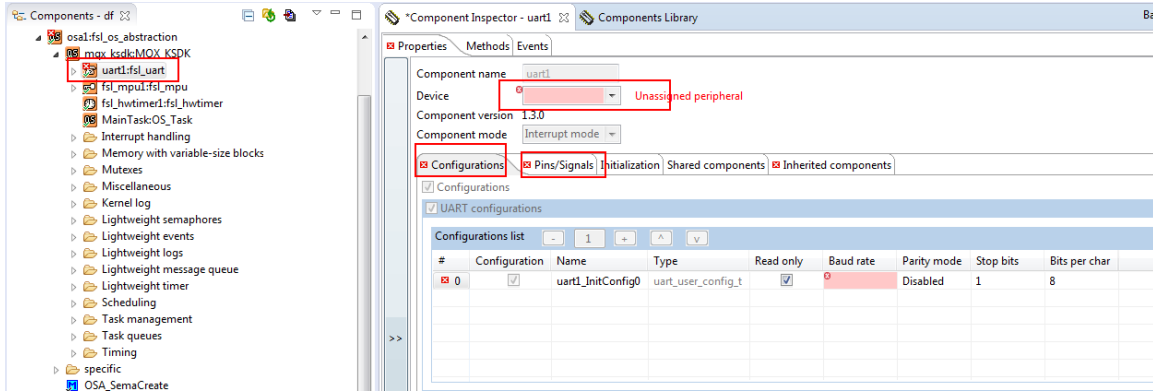 Components - df
osa1:fsl_os_abstraction
mqx_ksdk:MQX_KSDK
uart1:fsl_uart
fsl_mpu1:fsl_mpu
fsl_hwtimer1:fsl_hwtimer
MainTask:OS_Task
Interrupt handling
Memory with variable-size blocks
Mutexes
Miscellaneous
Kernel log
Lightweight semaphores
Lightweight events
Lightweight logs
Lightweight message queue
Lightweight timer
Scheduling
Task management
Task queues
Timing
specific
OSA_SemaCreate
*Component Inspector - uart1 Components Library Ba
Properties Methods Events
Component name uart1
Device Unassigned peripheral
Component version 1.3.0
Component mode Interrupt mode
Configurations Pins/Signals Initialization Shared components Inherited components
Configurations
UART configurations
Configurations list - 1 + ^ v
# Configuration Name Type Read only Baud rate Parity mode Stop bits Bits per char
0 uart1_InitConfig0 uart_user_config_t Disabled 1 8
>>